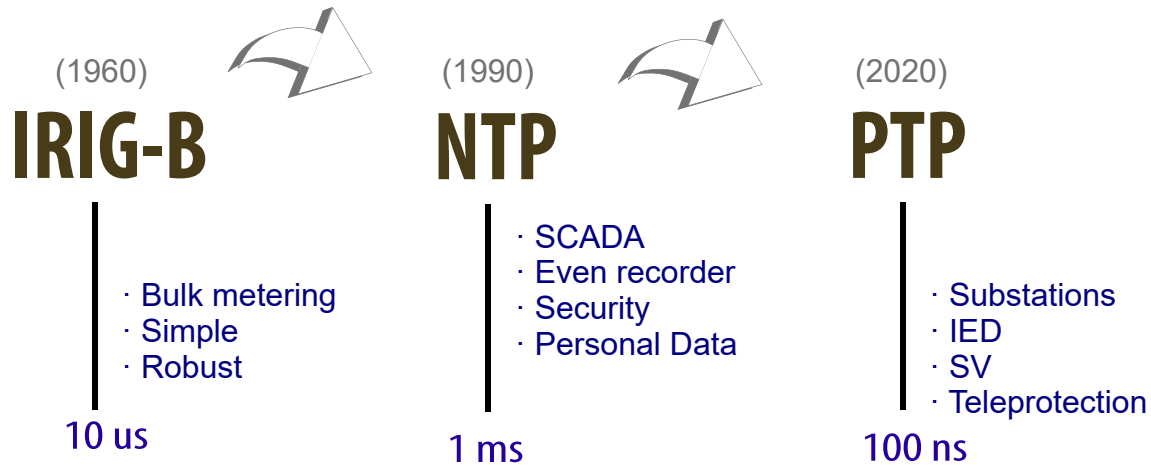 (1960)
IRIG-B
· Bulk metering
· Simple
· Robust
10 us
(1990)
NTP
· SCADA
· Even recorder
· Security
· Personal Data
1 ms
(2020)
PTP
· Substations
· IED
· SV
· Teleprotection
100 ns